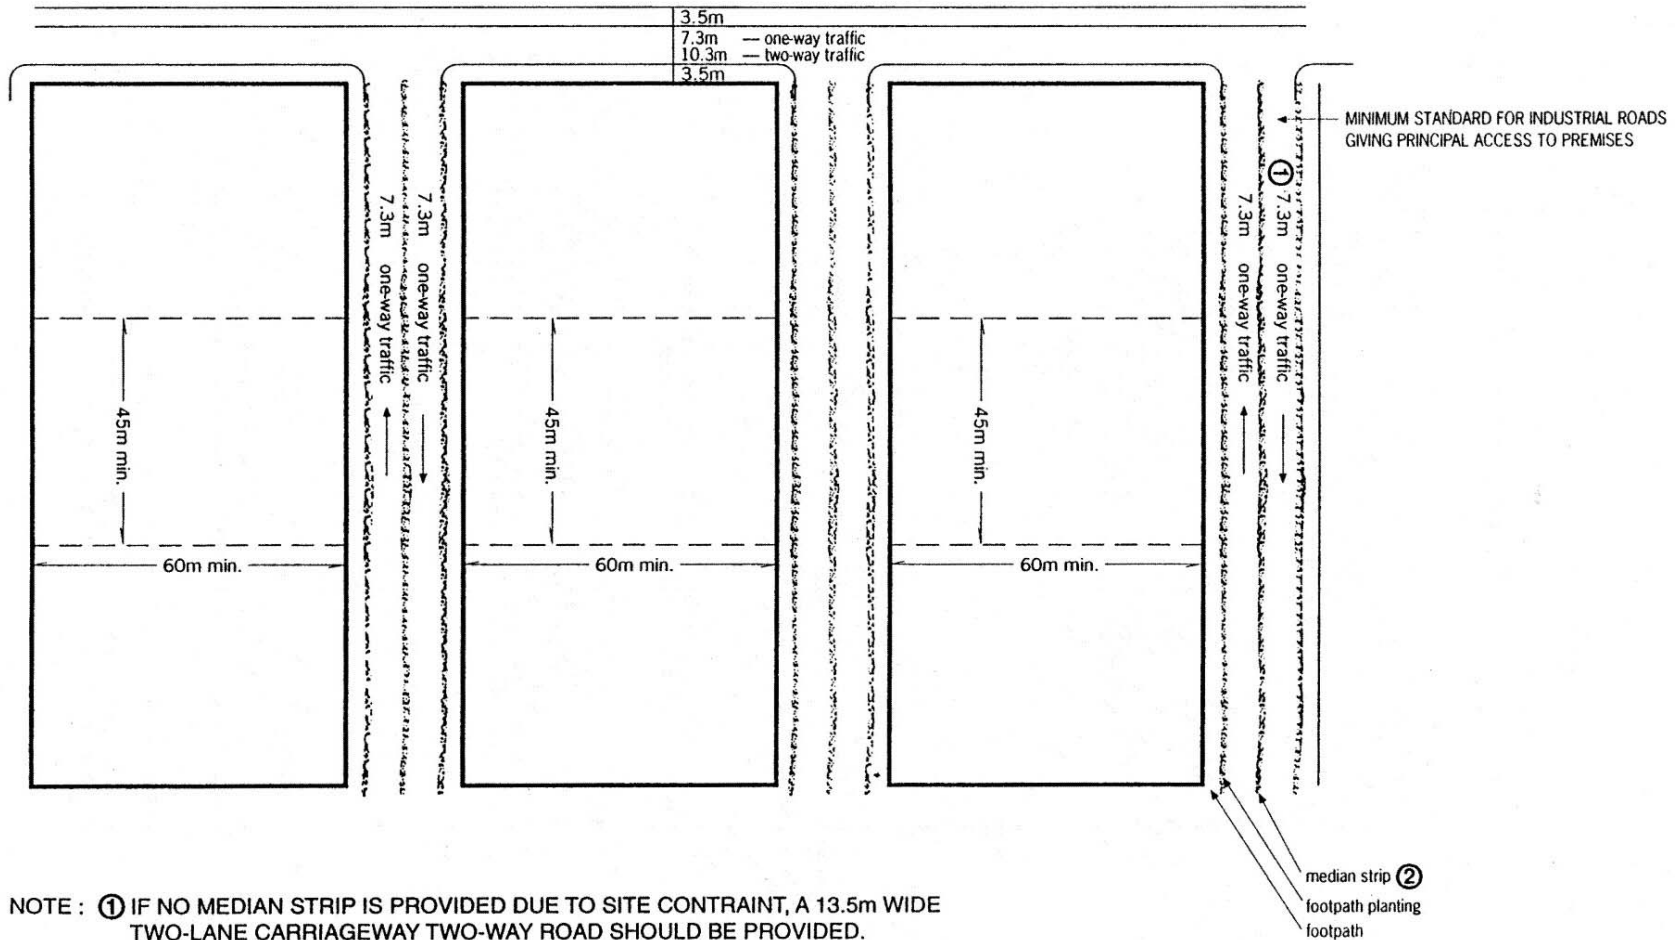 3.5m
7.3m — one-way traffic
10.3m — two-way traffic
3.5m
MINIMUM STANDARD FOR INDUSTRIAL ROADS
GIVING PRINCIPAL ACCESS TO PREMISES
7.3m one-way traffic
7.3m one-way traffic
7.3m one-way traffic
① 7.3m one-way traffic
45m min.
45m min.
45m min.
60m min.
60m min.
60m min.
median strip ②
footpath planting
footpath
NOTE : ① IF NO MEDIAN STRIP IS PROVIDED DUE TO SITE CONTRAINT, A 13.5m WIDE
TWO-LANE CARRIAGEWAY TWO-WAY ROAD SHOULD BE PROVIDED.